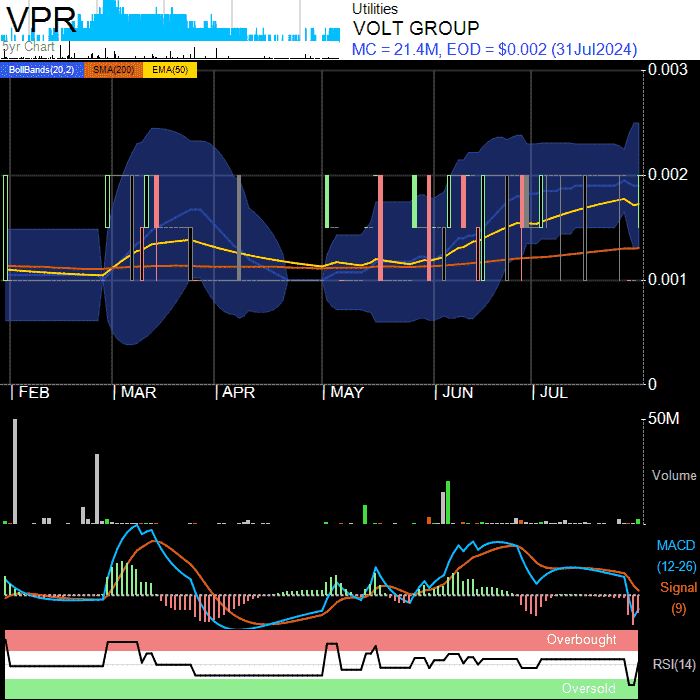 VPR
5yr Chart
Utilities
VOLT GROUP
MC = 21.4M, EOD = $0.002 (31Jul2024)
BollBands(20,2) SMA(200) EMA(50)
0.003
0.002
0.001
0
FEB MAR APR MAY JUN JUL
50M
Volume
MACD
(12-26)
Signal
(9)
Overbought
RSI(14)
Oversold